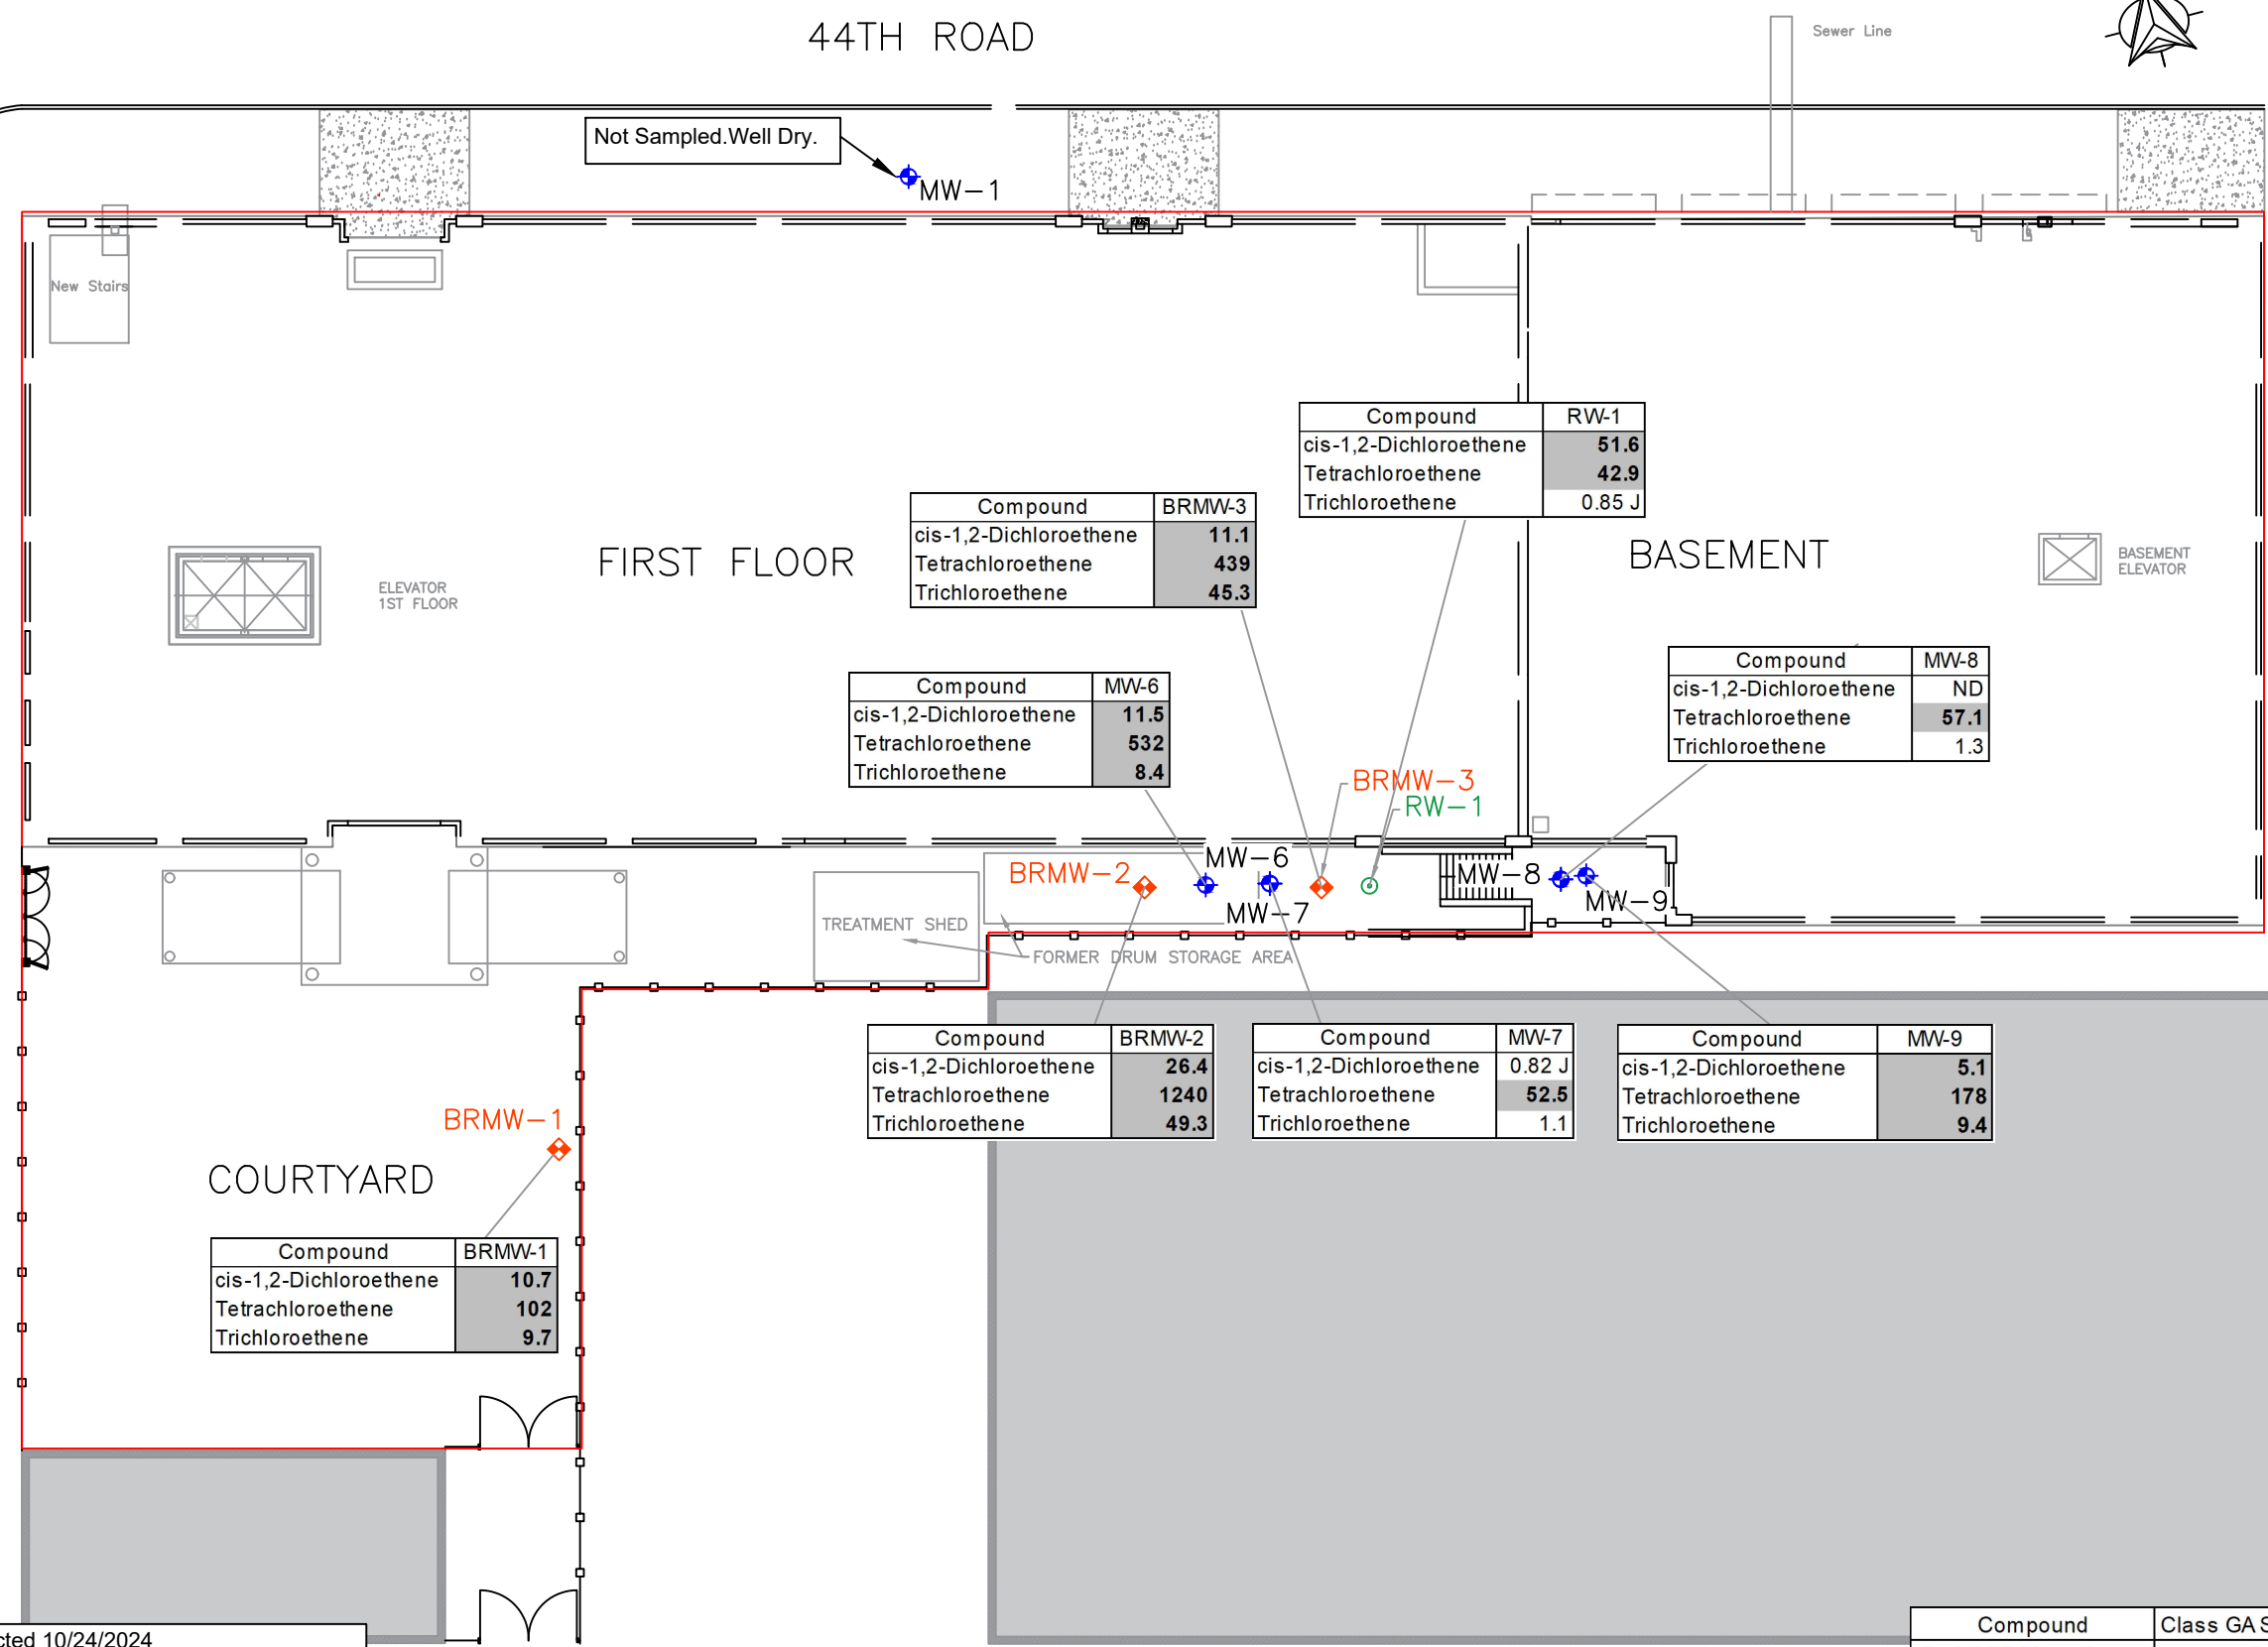 44TH ROAD
Sewer Line
Not Sampled.Well Dry.
MW-1
New Stairs
Compound RW-1
cis-1,2-Dichloroethene 51.6
Tetrachloroethene 42.9
Trichloroethene 0.85 J
Compound BRMW-3
cis-1,2-Dichloroethene 11.1
Tetrachloroethene 439
Trichloroethene 45.3
FIRST FLOOR
BASEMENT
ELEVATOR
1ST FLOOR
BASEMENT
ELEVATOR
Compound MW-8
cis-1,2-Dichloroethene ND
Tetrachloroethene 57.1
Trichloroethene 1.3
Compound MW-6
cis-1,2-Dichloroethene 11.5
Tetrachloroethene 532
Trichloroethene 8.4
BRMW-3
RW-1
MW-6
BRMW-2
MW-8
MW-9
MW-7
TREATMENT SHED
FORMER DRUM STORAGE AREA
Compound BRMW-2
cis-1,2-Dichloroethene 26.4
Tetrachloroethene 1240
Trichloroethene 49.3
Compound MW-7
cis-1,2-Dichloroethene 0.82 J
Tetrachloroethene 52.5
Trichloroethene 1.1
Compound MW-9
cis-1,2-Dichloroethene 5.1
Tetrachloroethene 178
Trichloroethene 9.4
BRMW-1
COURTYARD
Compound BRMW-1
cis-1,2-Dichloroethene 10.7
Tetrachloroethene 102
Trichloroethene 9.7
cted 10/24/2024
Compound Class GA S